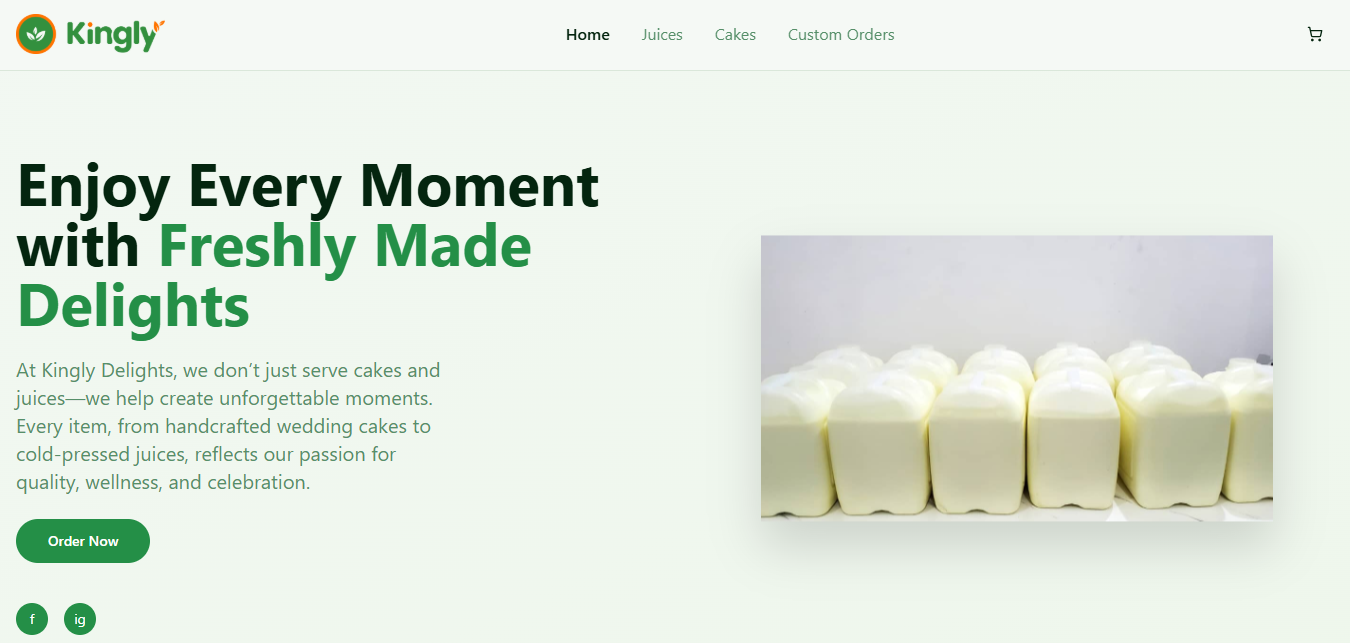 Kingly
Home
Juices
Cakes
Custom Orders
Enjoy Every Moment
with Freshly Made
Delights
At Kingly Delights, we don’t just serve cakes and
juices—we help create unforgettable moments.
Every item, from handcrafted wedding cakes to
cold-pressed juices, reflects our passion for
quality, wellness, and celebration.
Order Now
f
ig